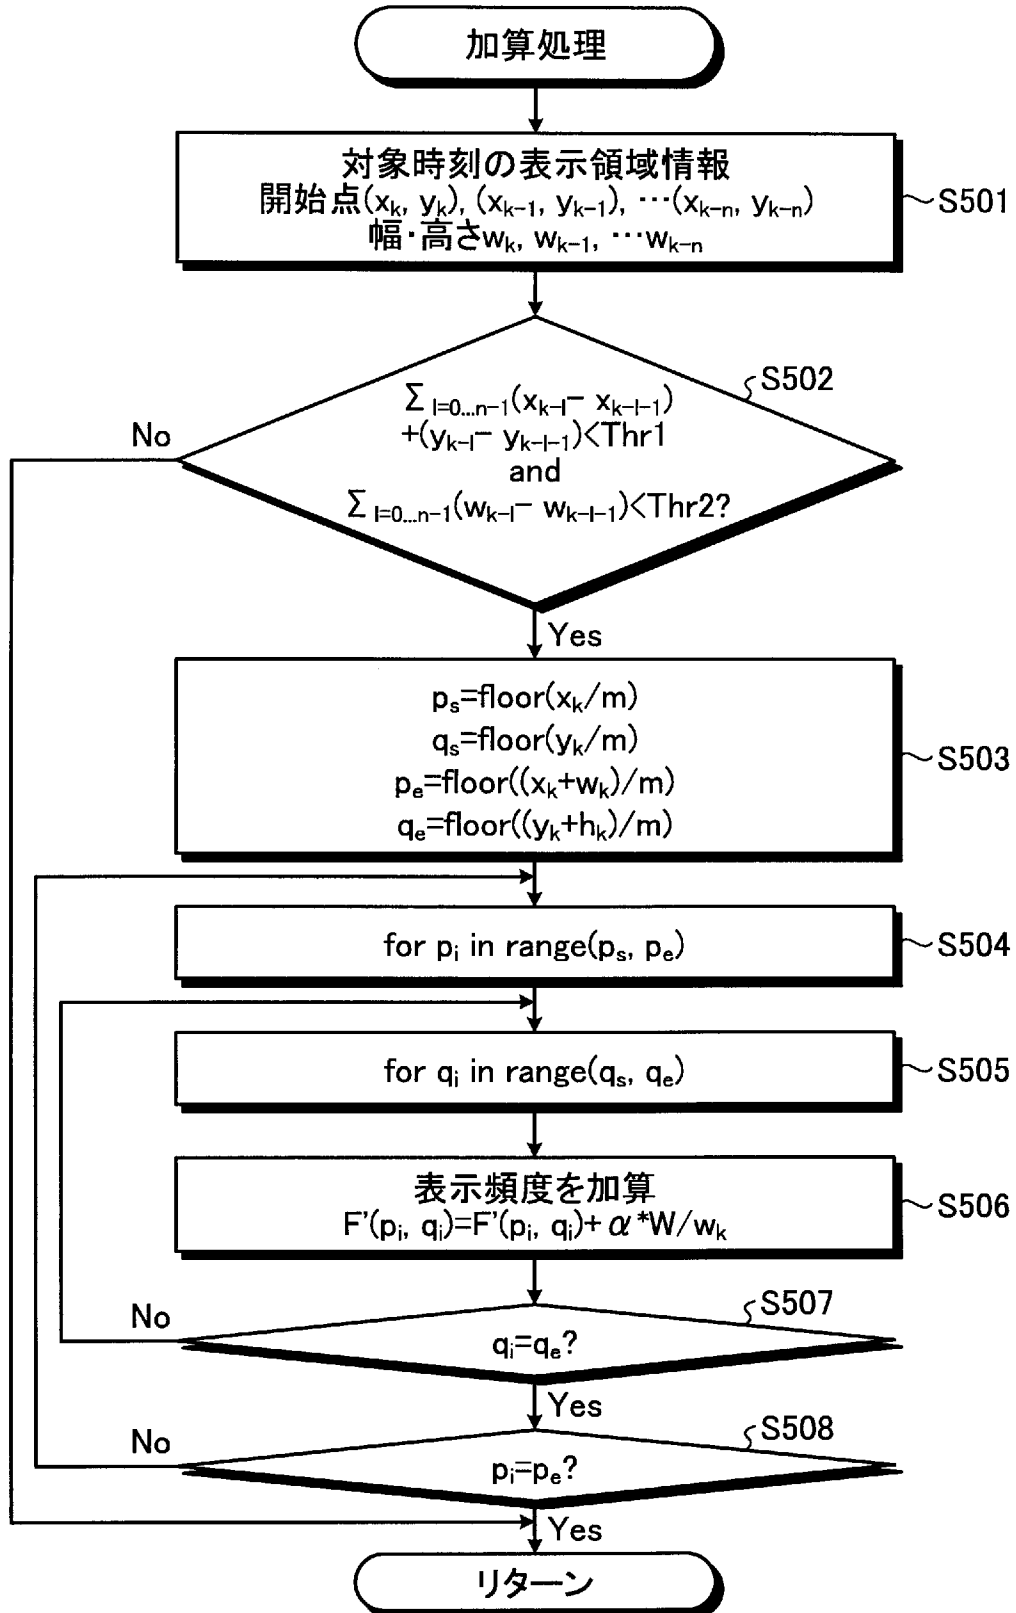 加算処理
対象時刻の表示領域情報
開始点(xₖ, yₖ), (xₖ₋₁, yₖ₋₁), …(xₖ₋ₙ, yₖ₋ₙ)
幅・高さwₖ, wₖ₋₁, …wₖ₋ₙ
S501
S502
Σ l=0...n-1(xₖ₋ₗ− xₖ₋ₗ₋₁)
+(yₖ₋ₗ− yₖ₋ₗ₋₁)<Thr1
and
Σ l=0...n-1(wₖ₋ₗ− wₖ₋ₗ₋₁)<Thr2?
No
Yes
pₛ=floor(xₖ/m)
qₛ=floor(yₖ/m)
pₑ=floor((xₖ+wₖ)/m)
qₑ=floor((yₖ+hₖ)/m)
S503
for pᵢ in range(pₛ, pₑ)
S504
for qᵢ in range(qₛ, qₑ)
S505
表示頻度を加算
F'(pᵢ, qᵢ)=F'(pᵢ, qᵢ)+α*W/wₖ
S506
S507
No
qᵢ=qₑ?
Yes
S508
No
pᵢ=pₑ?
Yes
リターン